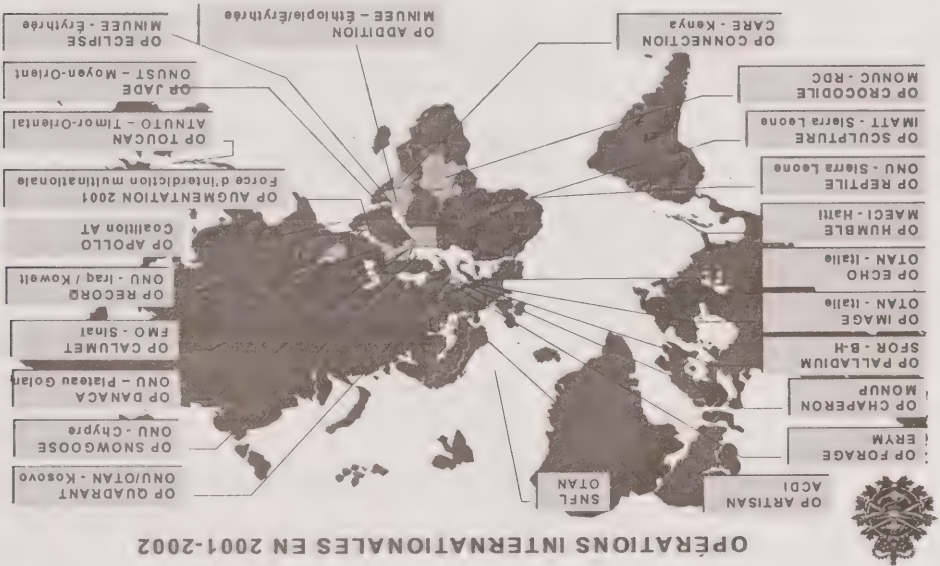 OPÉRATIONS INTERNATIONALES EN 2001-2002
OP ARTISAN
ACDI
OTAN
SNFL
OP FORAGE
ERYM
OP CHAPERON
MONUP
OP PALLADIUM
SFOR - B-H
OP IMAGE
OTAN - Italie
OP ECHO
OTAN - Italie
OP HUMBLE
MAECI - Haïti
OP REPTILE
ONU - Sierra Leone
OP SCULPTURE
IMATT - Sierra Leone
OP CROCODILE
MONUC - RDC
OP CONNECTION
CARE - Kenya
OP QUADRANT
ONU/OTAN - Kosovo
OP SNOWGOOSE
ONU - Chypre
OP DANACA
ONU – Plateau Golan
OP CALUMET
FMO - Sinaï
OP RECORD
ONU - Iraq / Koweït
OP APOLLO
Coalition AT
OP AUGMENTATION 2001
Force d'interdiction multinationale
OP TOUCAN
ATNUTO - Timor-Oriental
OP JADE
ONUST – Moyen-Orient
OP ECLIPSE
MINUEE - Érythrée
OP ADDITION
MINUEE – Éthiopie/Érythrée